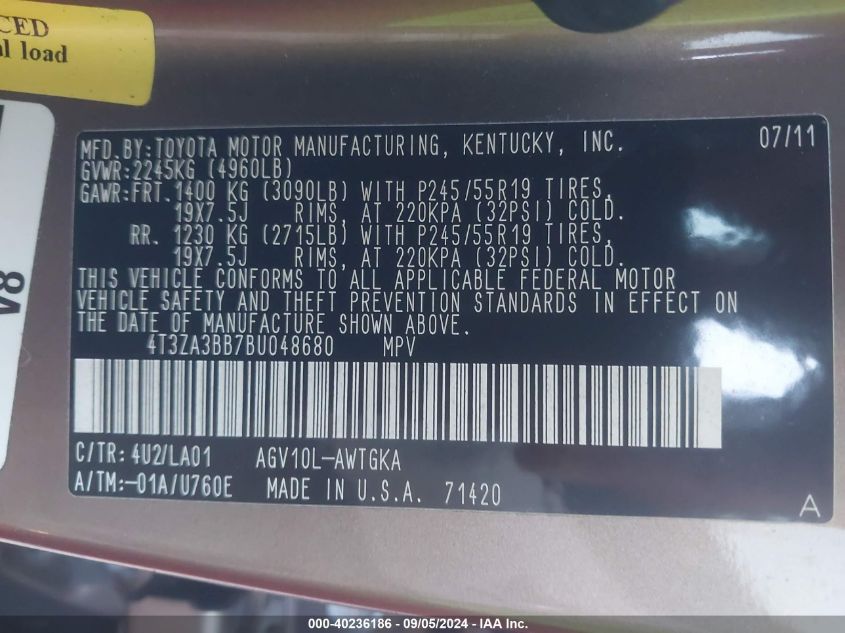 CED
al load
V8
MFD.BY:TOYOTA MOTOR MANUFACTURING, KENTUCKY, INC. 07/11
GVWR:2245KG (4960LB)
GAWR:FRT.1400 KG (3090LB) WITH P245/55R19 TIRES,
19X7.5J RIMS, AT 220KPA (32PSI) COLD.
RR. 1230 KG (2715LB) WITH P245/55R19 TIRES,
19X7.5J RIMS, AT 220KPA (32PSI) COLD.
THIS VEHICLE CONFORMS TO ALL APPLICABLE FEDERAL MOTOR
VEHICLE SAFETY AND THEFT PREVENTION STANDARDS IN EFFECT ON
THE DATE OF MANUFACTURE SHOWN ABOVE.
4T3ZA3BB7BU048680 MPV
C/TR: 4U2/LA01 AGV10L-AWTGKA
A/TM:-01A/U760E MADE IN U.S.A. 71420
A
000-40236186 - 09/05/2024 - IAA Inc.